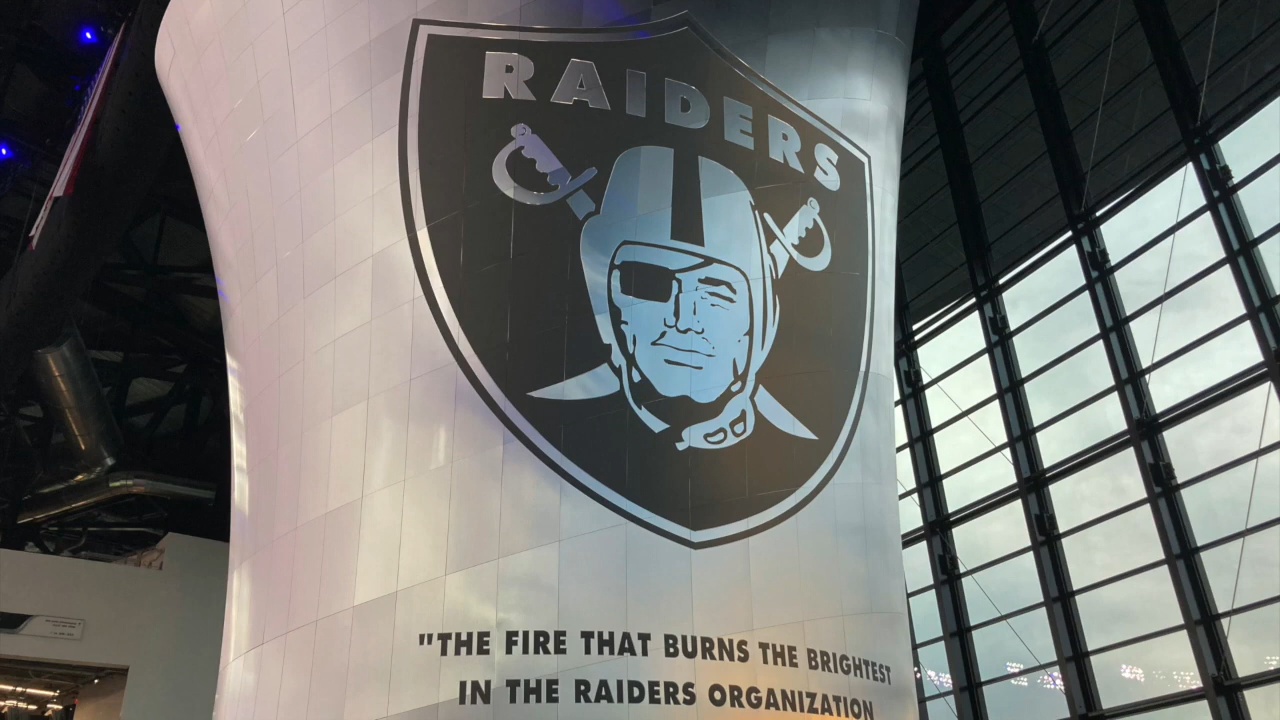 RAIDERS
"THE FIRE THAT BURNS THE BRIGHTEST
IN THE RAIDERS ORGANIZATION